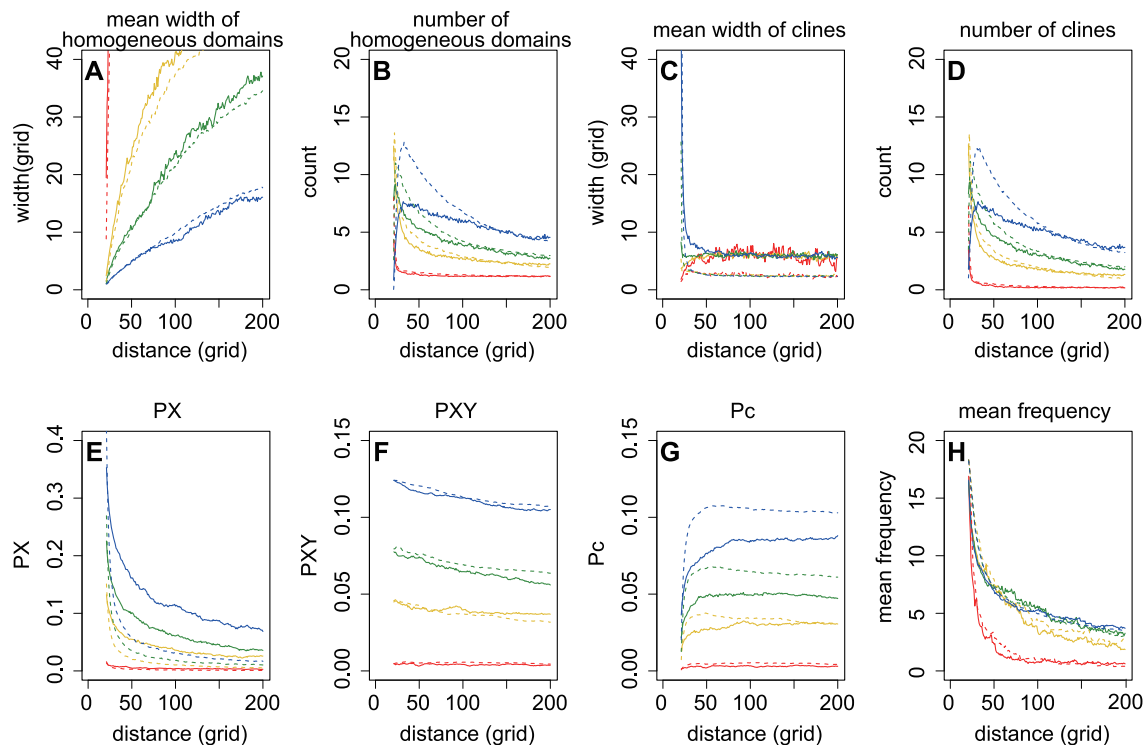 mean width of
homogeneous domains
A
40
30
20
10
0
width(grid)
0 50 100 200
distance (grid)
number of
homogeneous domains
B
20
15
10
5
0
count
0 50 100 200
distance (grid)
mean width of clines
C
40
30
20
10
0
width (grid)
0 50 100 200
distance (grid)
number of clines
D
20
15
10
5
0
count
0 50 100 200
distance (grid)
PX
E
0.4
0.3
0.2
0.1
0.0
PX
0 50 100 200
distance (grid)
PXY
F
0.15
0.10
0.05
0.00
PXY
0 50 100 200
distance (grid)
Pc
G
0.15
0.10
0.05
0.00
Pc
0 50 100 200
distance (grid)
mean frequency
H
20
15
10
5
0
mean frequency
0 50 100 200
distance (grid)